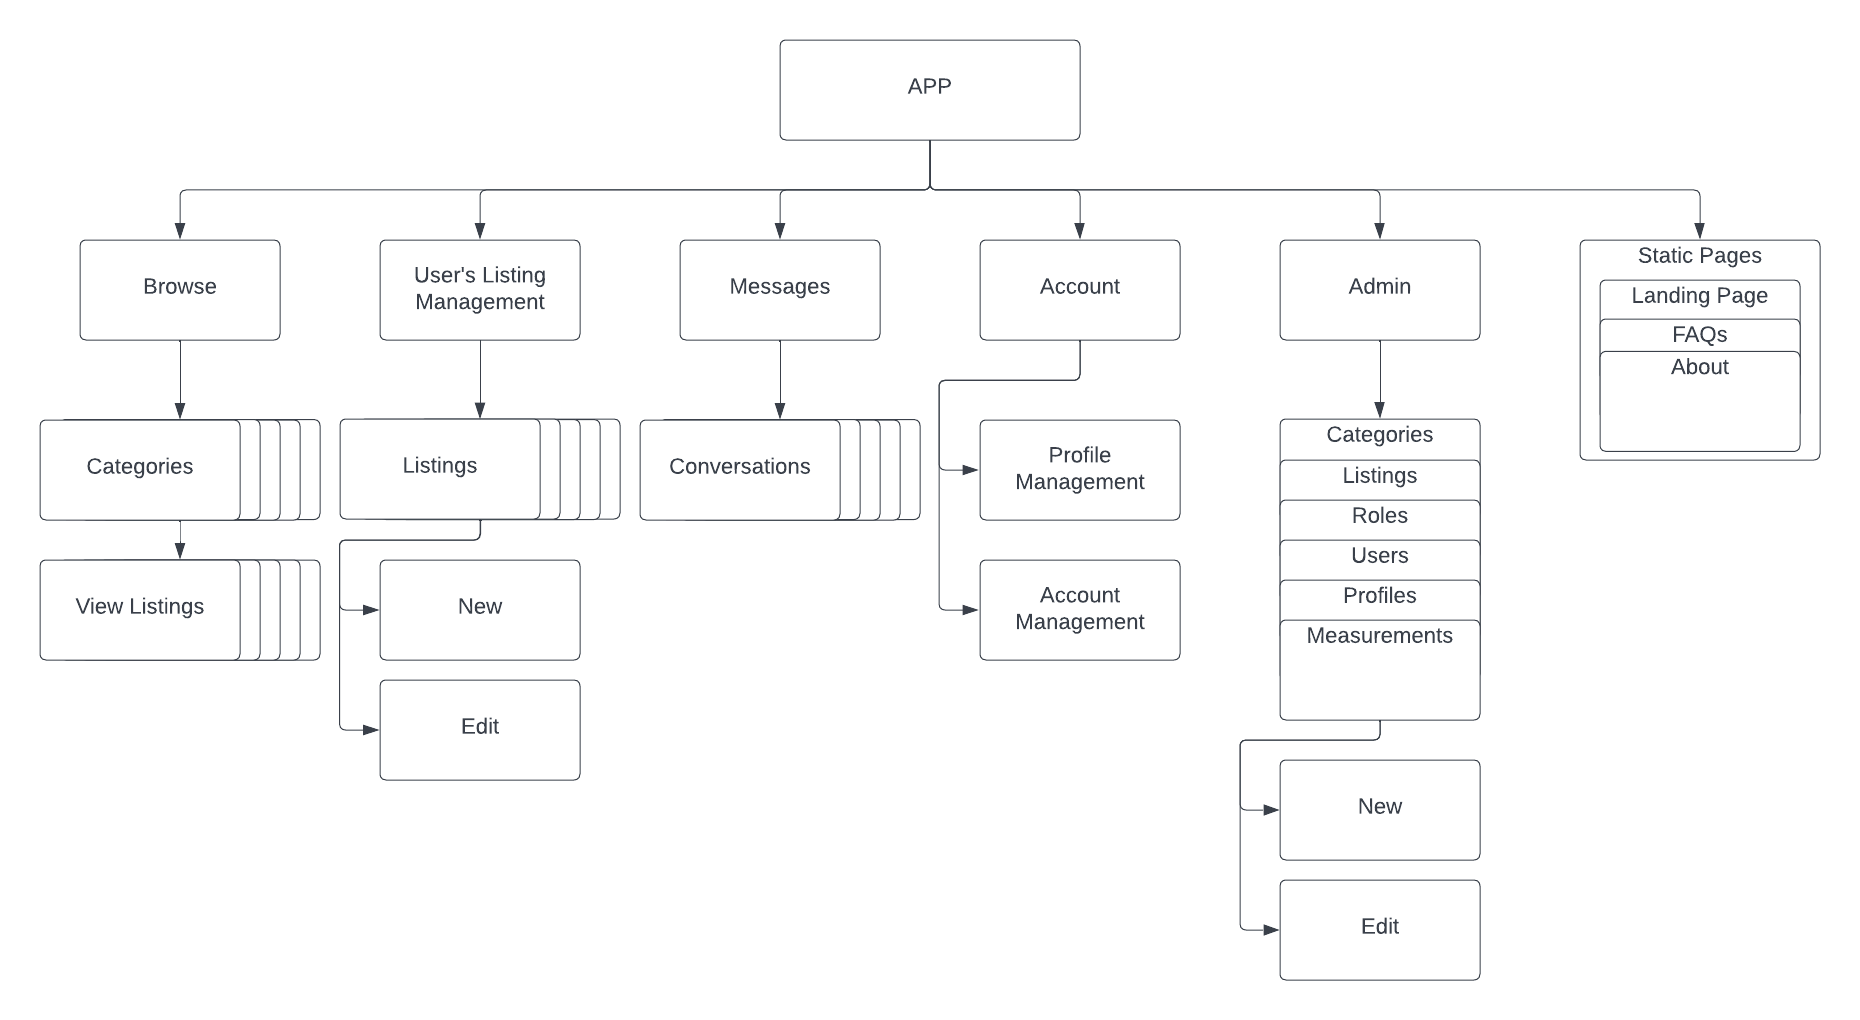 APP
Browse
User's Listing
Management
Messages
Account
Admin
Static Pages
Landing Page
FAQs
About
Categories
View Listings
Listings
New
Edit
Conversations
Profile
Management
Account
Management
Categories
Listings
Roles
Users
Profiles
Measurements
New
Edit